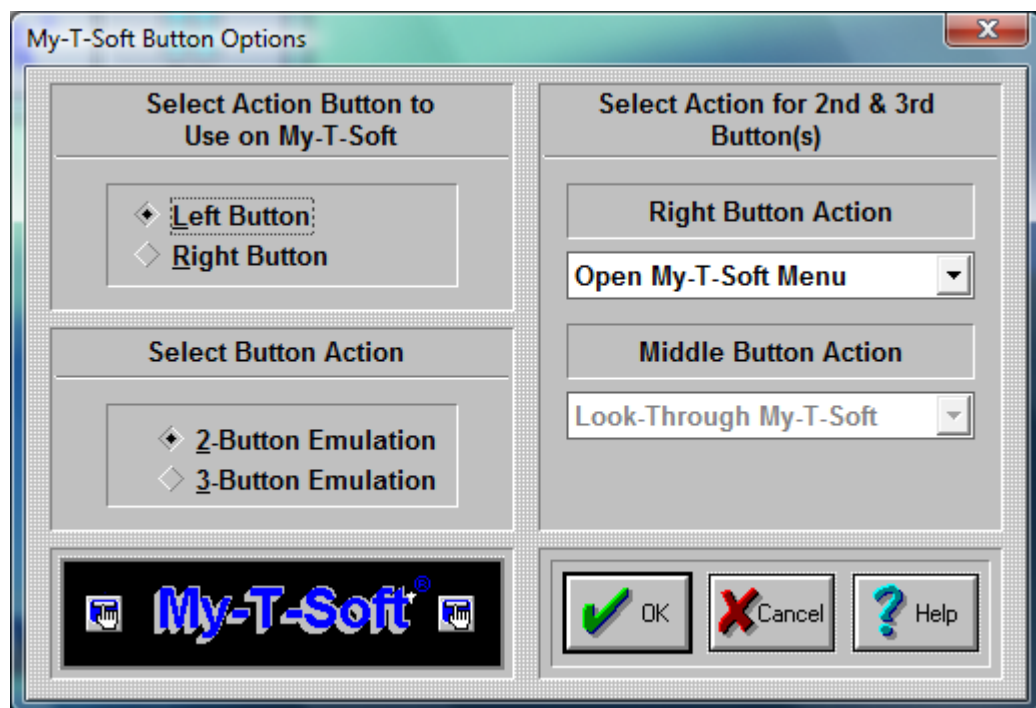 My-T-Soft Button Options
Select Action Button to
Use on My-T-Soft
Left Button
Right Button
Select Button Action
2-Button Emulation
3-Button Emulation
Select Action for 2nd & 3rd
Button(s)
Right Button Action
Open My-T-Soft Menu
Middle Button Action
Look-Through My-T-Soft
My-T-Soft®
OK
Cancel
Help